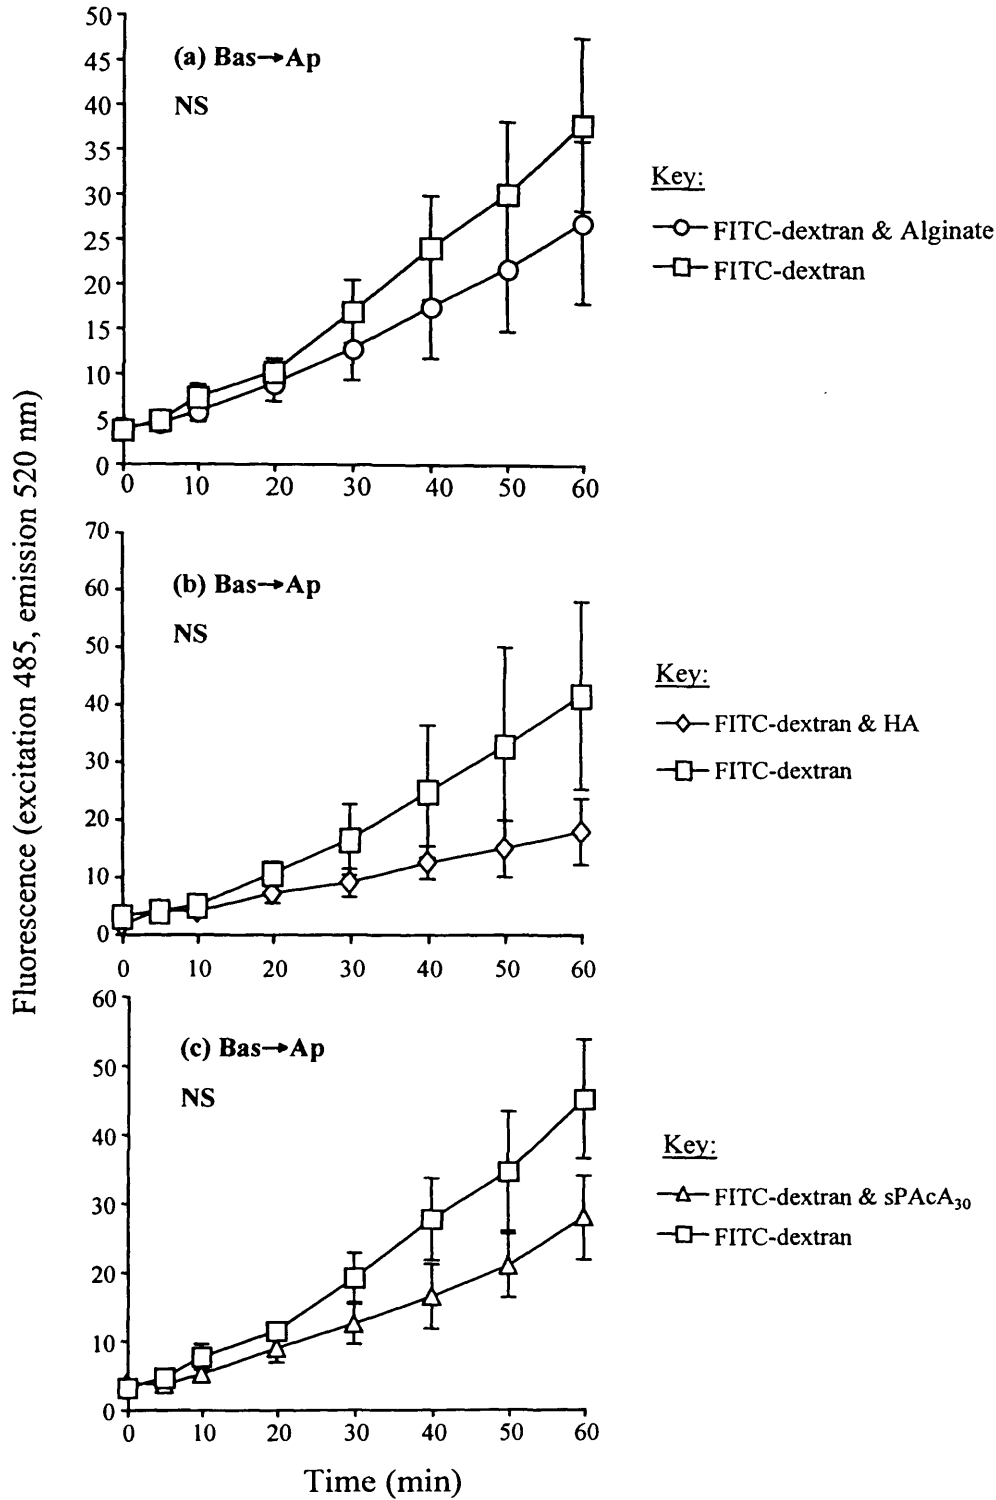 Fluorescence (excitation 485, emission 520 nm)
50
45
40
35
30
25
20
15
10
5
0
(a) Bas→Ap
NS
0 10 20 30 40 50 60
Key:
FITC-dextran & Alginate
FITC-dextran
70
60
50
40
30
20
10
0
(b) Bas→Ap
NS
0 10 20 30 40 50 60
Key:
FITC-dextran & HA
FITC-dextran
60
50
40
30
20
10
0
(c) Bas→Ap
NS
0 10 20 30 40 50 60
Key:
FITC-dextran & sPAcA₃₀
FITC-dextran
Time (min)